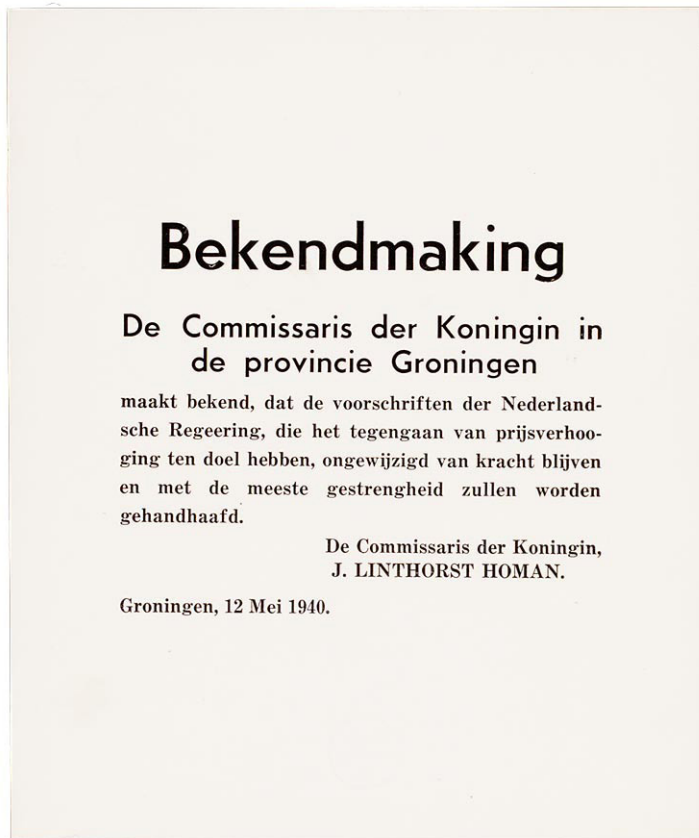 Bekendmaking
De Commissaris der Koningin in
de provincie Groningen
maakt bekend, dat de voorschriften der Nederland-
sche Regeering, die het tegengaan van prijsverhoo-
ging ten doel hebben, ongewijzigd van kracht blijven
en met de meeste gestrengheid zullen worden
gehandhaafd.
De Commissaris der Koningin,
J. LINTHORST HOMAN.
Groningen, 12 Mei 1940.